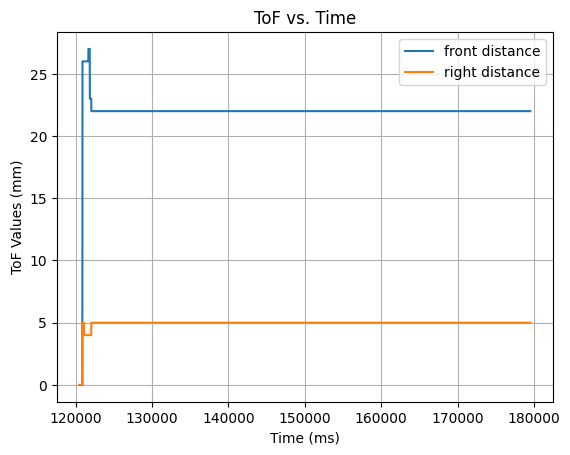 ToF vs. Time
front distance
right distance
ToF Values (mm)
25
20
15
10
5
0
120000 130000 140000 150000 160000 170000 180000
Time (ms)